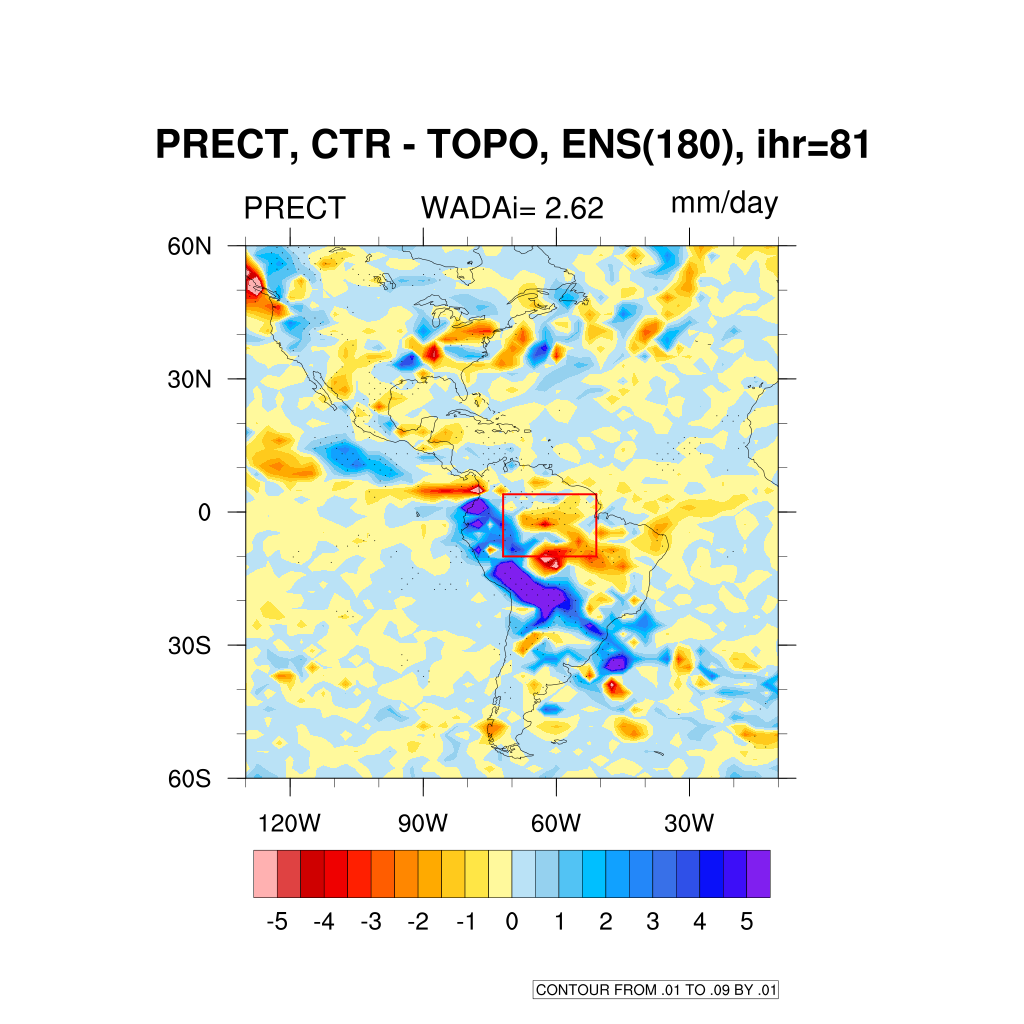 PRECT, CTR - TOPO, ENS(180), ihr=81
PRECT WADAi= 2.62 mm/day
60N
30N
0
30S
60S
120W 90W 60W 30W
-5 -4 -3 -2 -1 0 1 2 3 4 5
CONTOUR FROM .01 TO .09 BY .01